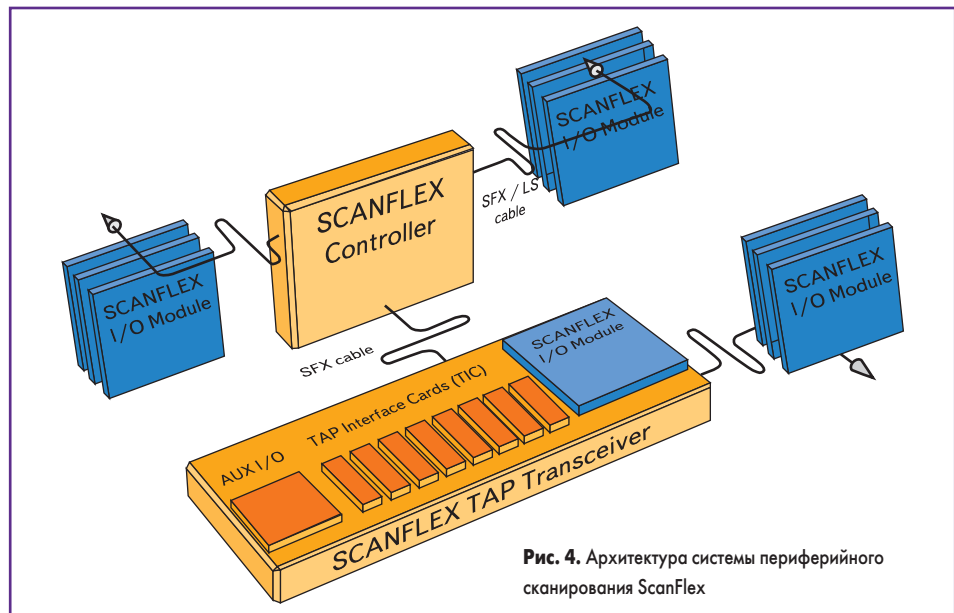 SCANFLEX
I/O Module
SCANFLEX
Controller
SFX / LS
cable
SCANFLEX
I/O Module
SCANFLEX
I/O Module
SFX cable
SCANFLEX
I/O Module
TAP Interface Cards (TIC)
AUX I/O
SCANFLEX TAP Transceiver
Рис. 4. Архитектура системы периферийного
сканирования ScanFlex